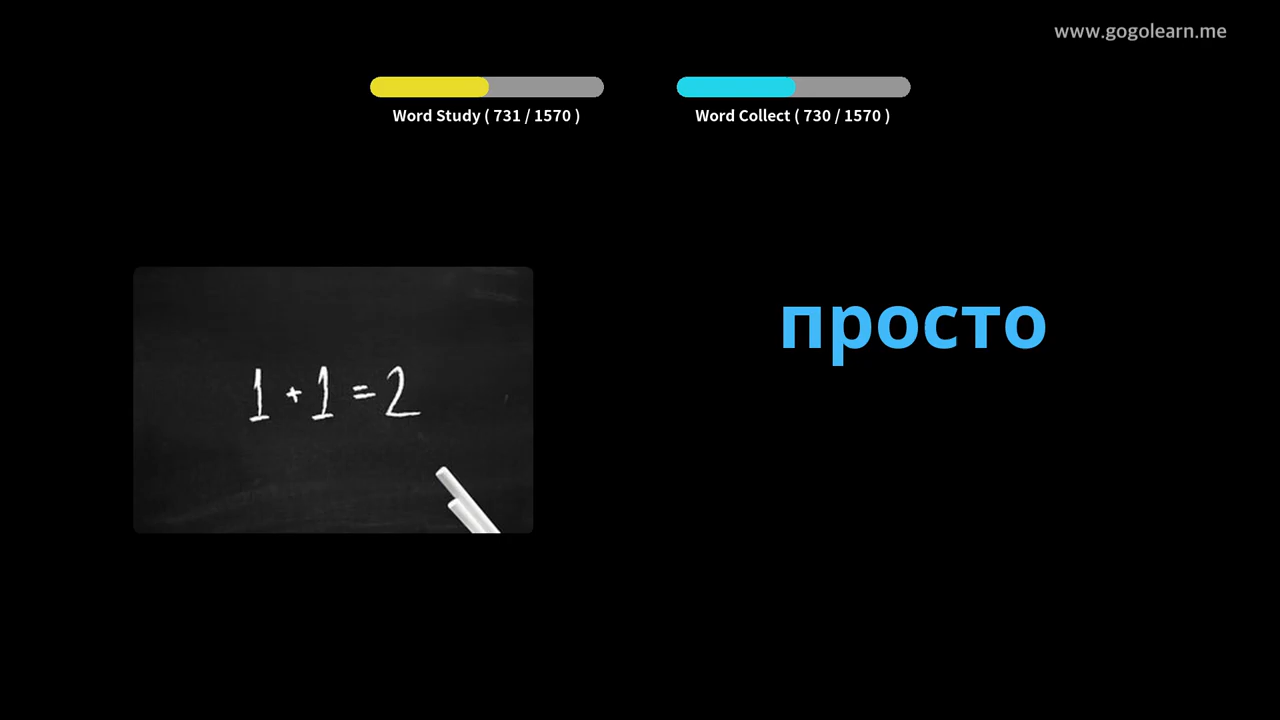 www.gogolearn.me
Word Study ( 731 / 1570 )
Word Collect ( 730 / 1570 )
просто
1 + 1 = 2